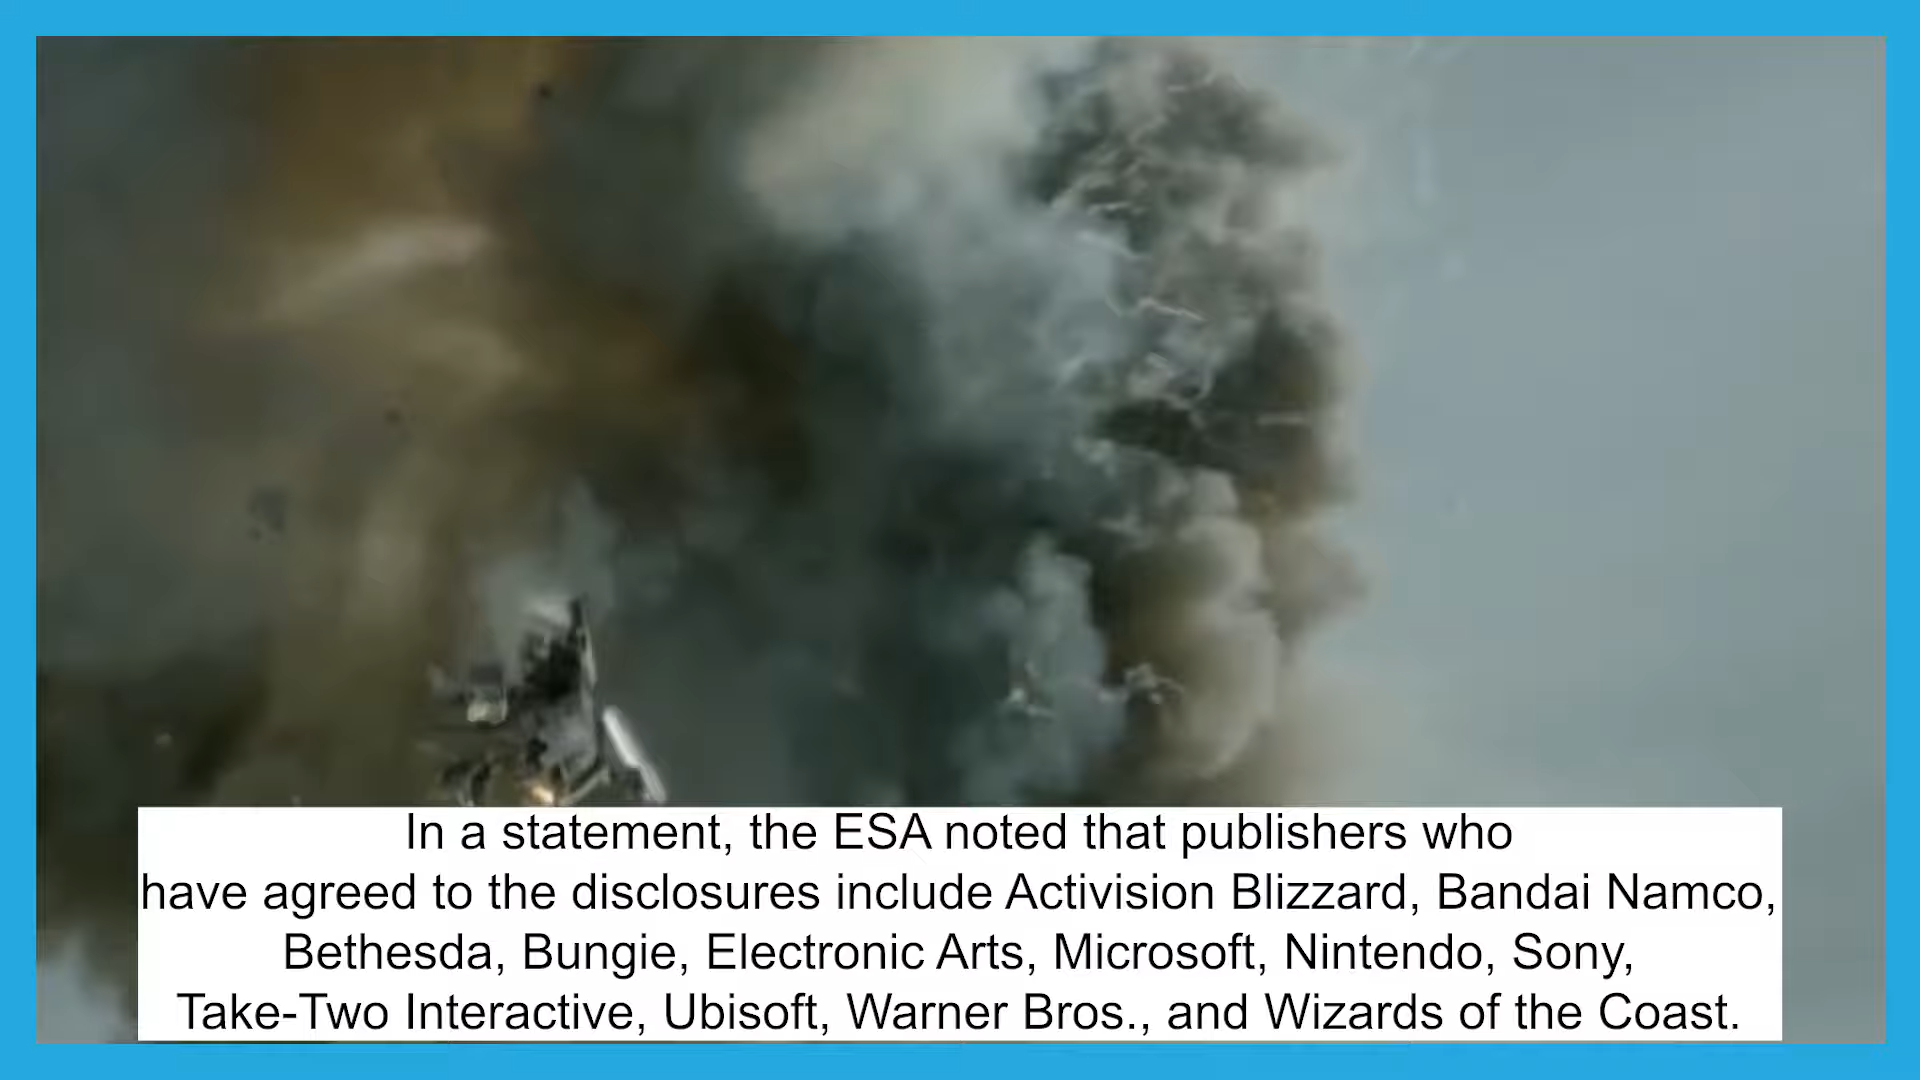 In a statement, the ESA noted that publishers who
have agreed to the disclosures include Activision Blizzard, Bandai Namco,
Bethesda, Bungie, Electronic Arts, Microsoft, Nintendo, Sony,
Take-Two Interactive, Ubisoft, Warner Bros., and Wizards of the Coast.